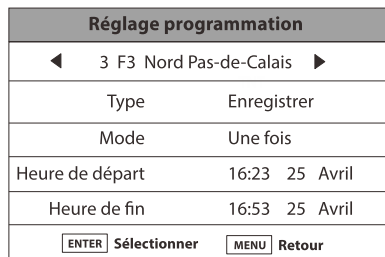 Réglage programmation
3 F3 Nord Pas-de-Calais
Type Enregistrer
Mode Une fois
Heure de départ 16:23 25 Avril
Heure de fin 16:53 25 Avril
ENTER Sélectionner MENU Retour